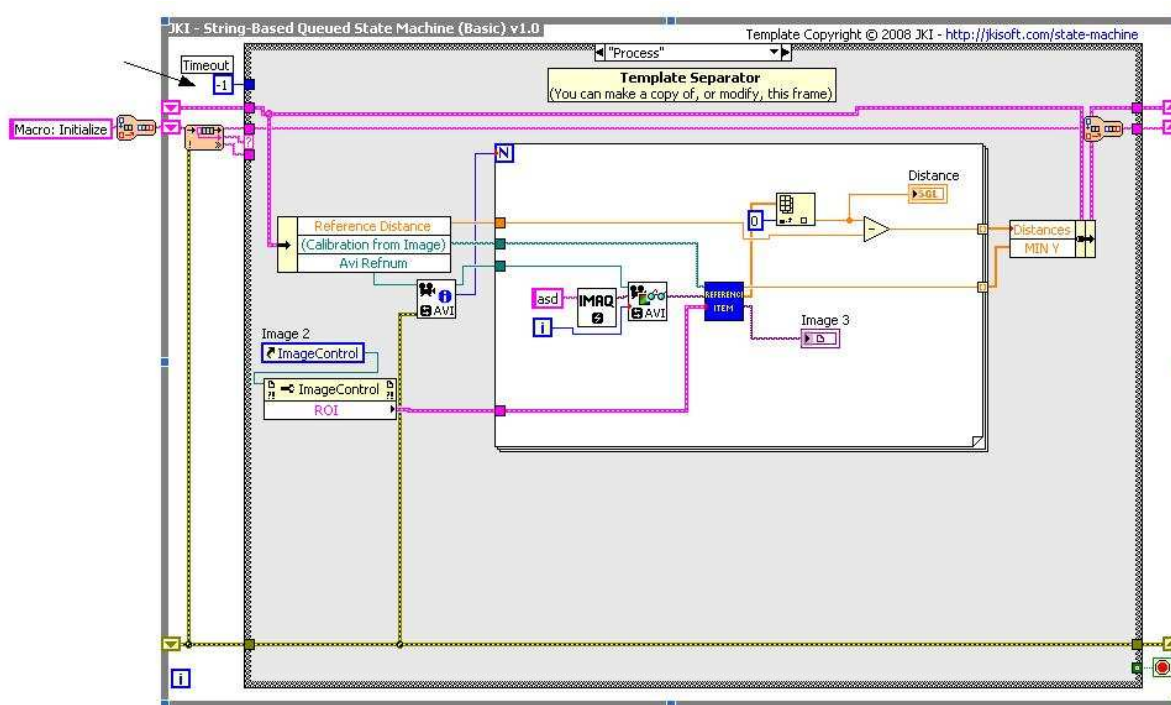 JKI - String-Based Queued State Machine (Basic) v1.0
Template Copyright © 2008 JKI - http://jkisoft.com/state-machine
"Process"
Timeout
-1
Template Separator
(You can make a copy of, or modify, this frame)
Macro: Initialize
N
Distance
SGL
0
Reference Distance
(Calibration from Image)
Avi Refnum
Distances
MIN Y
i
AVI
asd
IMAQ
AVI
REFERENCE
ITEM
i
Image 3
Image 2
ImageControl
ImageControl
ROI
i